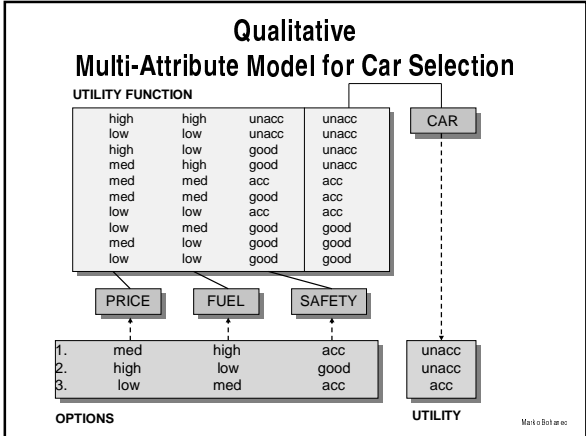 Qualitative
Multi-Attribute Model for Car Selection
UTILITY FUNCTION
high high unacc unacc
low low unacc unacc
high low good unacc
med high good unacc
med med acc acc
med med good acc
low low acc acc
low med good good
med low good good
low low good good
CAR
PRICE FUEL SAFETY
1. med high acc unacc
2. high low good unacc
3. low med acc acc
OPTIONS UTILITY
Marko Bohanec